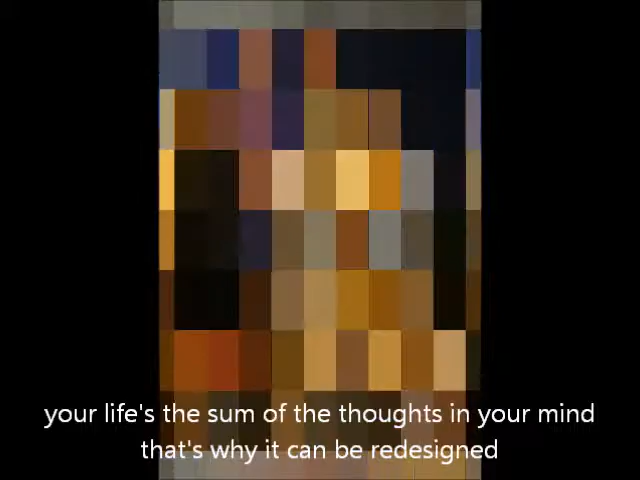 your life's the sum of the thoughts in your mind
that's why it can be redesigned